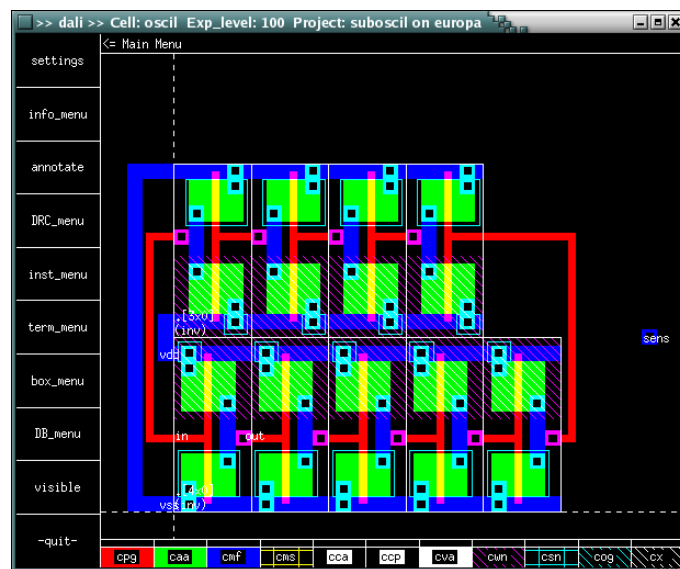 >> dali >> Cell: oscil Exp_level: 100 Project: suboscil on europa
<= Main Menu
settings
info_menu
annotate
DRC_menu
inst_menu
term_menu
box_menu
DB_menu
visible
-quit-
.[3x0]
(inv)
vdd
sens
in
out
.[4x0]
vss
(inv)
cpg caa cmf cms cca ccp cva cwn csn cog cx